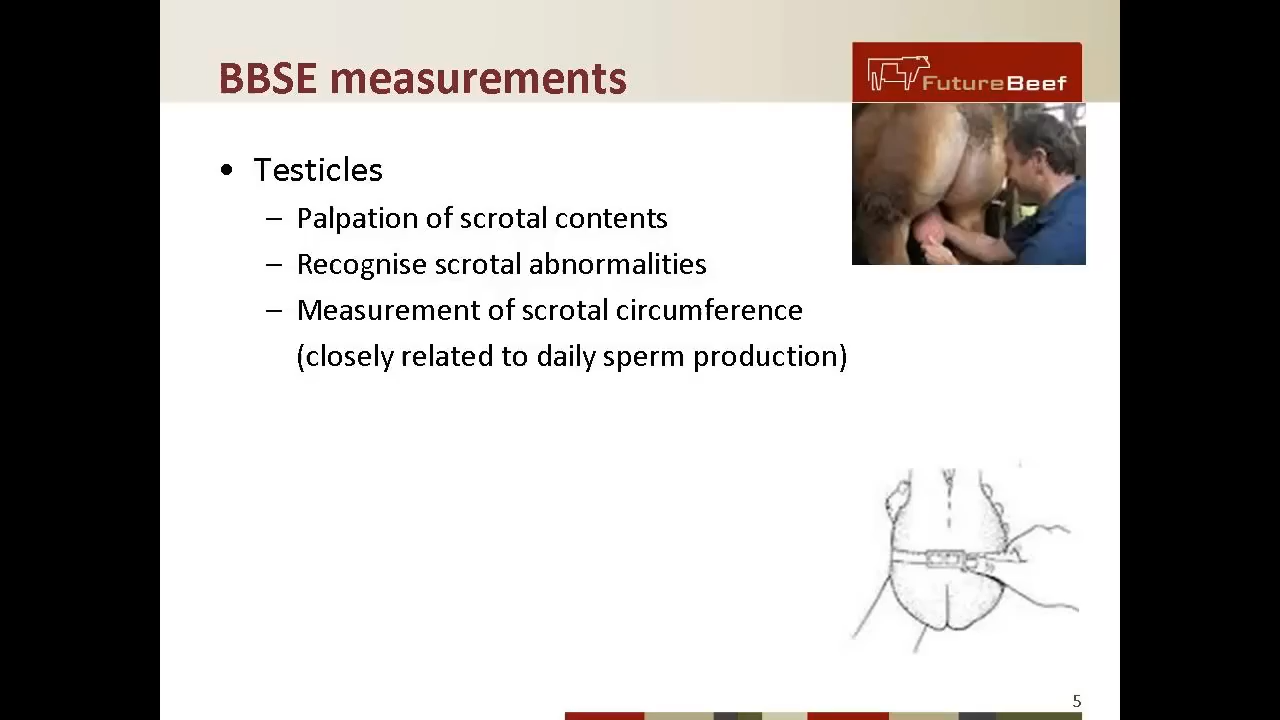 BBSE measurements
FutureBeef
• Testicles
– Palpation of scrotal contents
– Recognise scrotal abnormalities
– Measurement of scrotal circumference
(closely related to daily sperm production)
5